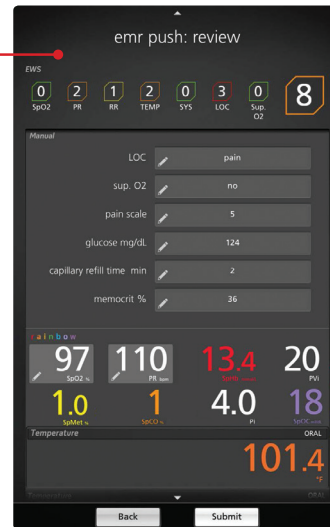 emr push: review
EWS
0 2 1 2 0 3 0 8
SpO2 PR RR TEMP SYS LOC Sup. O2
Manual
LOC pain
sup. O2 no
pain scale 5
glucose mg/dL 124
capillary refill time min 2
memocrit % 36
rainbow
97 110 13.4 20
SpO2 % PR bpm SpHb PVi
1.0 1 4.0 18
SpMet % SpCO % Pi SpOC
Temperature ORAL
101.4
°F
Temperature ORAL
Back Submit